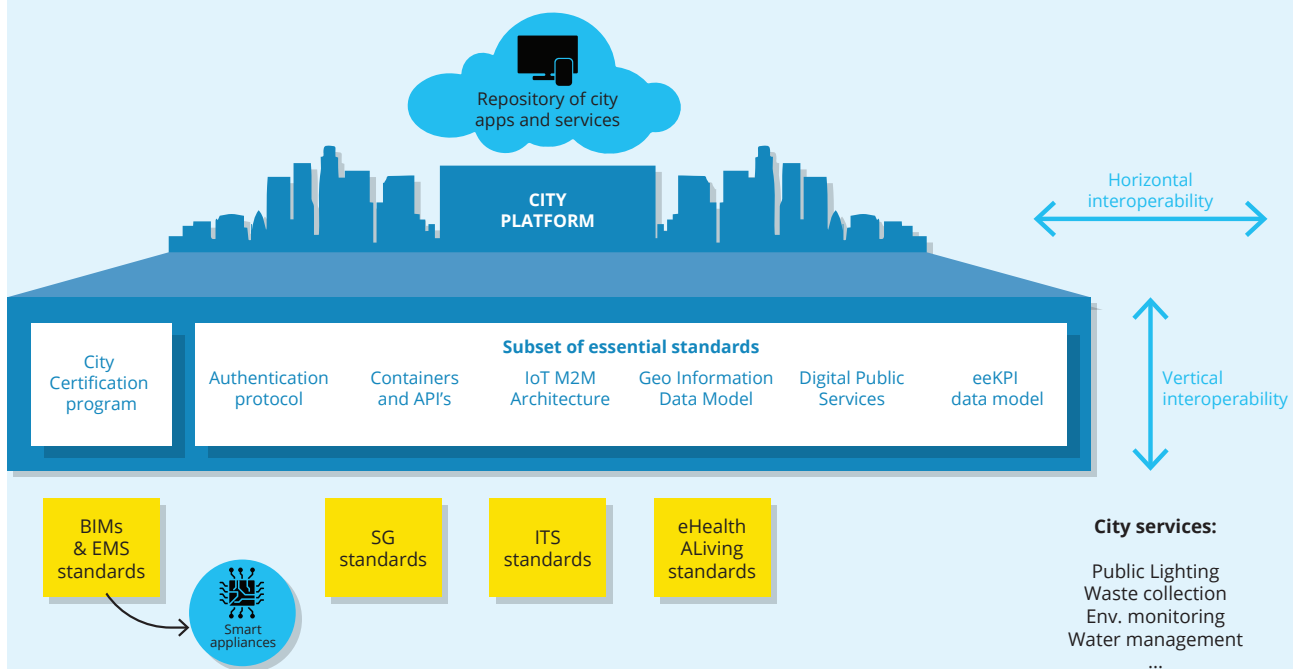 Repository of city
apps and services
CITY
PLATFORM
Horizontal
interoperability
City
Certification
program
Subset of essential standards
Authentication
protocol
Containers
and API's
IoT M2M
Architecture
Geo Information
Data Model
Digital Public
Services
eeKPI
data model
Vertical
interoperability
BIMs
& EMS
standards
Smart
appliances
SG
standards
ITS
standards
eHealth
ALiving
standards
City services:
Public Lighting
Waste collection
Env. monitoring
Water management
...